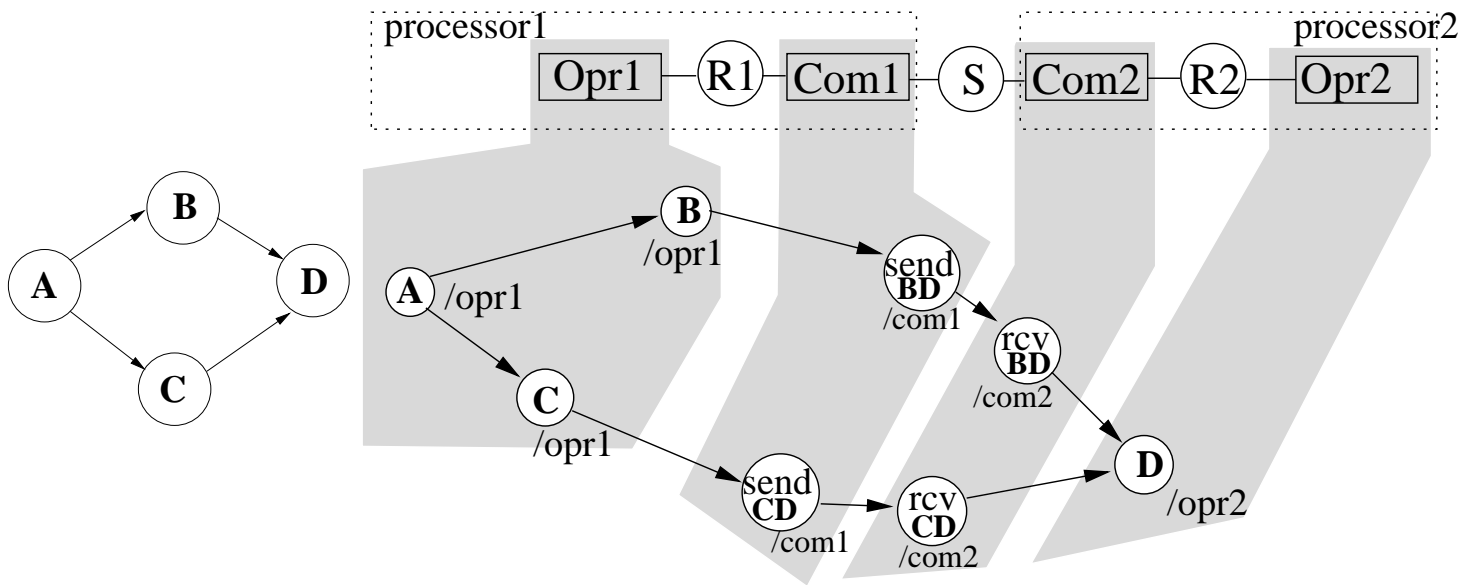 processor1
processor2
Opr1
R1
Com1
S
Com2
R2
Opr2
A
B
C
D
A
/opr1
B
/opr1
C
/opr1
send
BD
/com1
rcv
BD
/com2
send
CD
/com1
rcv
CD
/com2
D
/opr2